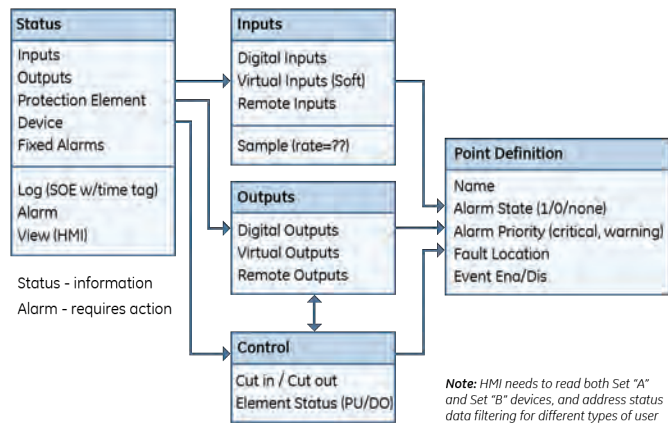 Status
Inputs
Outputs
Protection Element
Device
Fixed Alarms
Log (SOE w/time tag)
Alarm
View (HMI)
Status - information
Alarm - requires action
Inputs
Digital Inputs
Virtual Inputs (Soft)
Remote Inputs
Sample (rate=??)
Outputs
Digital Outputs
Virtual Outputs
Remote Outputs
Control
Cut in / Cut out
Element Status (PU/DO)
Point Definition
Name
Alarm State (1/0/none)
Alarm Priority (critical, warning)
Fault Location
Event Ena/Dis
Note: HMI needs to read both Set "A"
and Set "B" devices, and address status
data filtering for different types of user